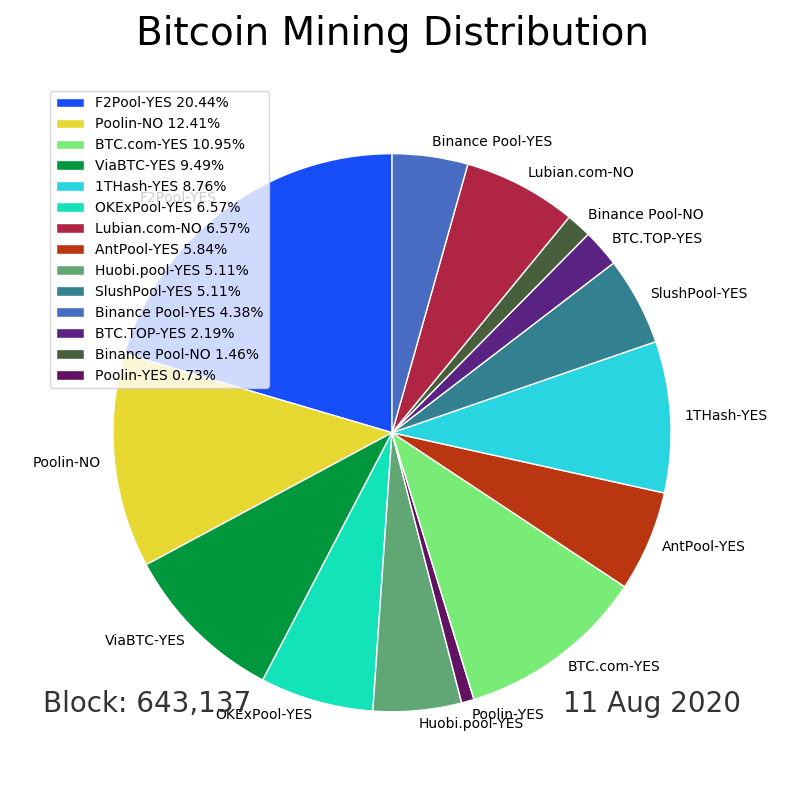 Bitcoin Mining Distribution
F2Pool-YES 20.44%
Poolin-NO 12.41%
BTC.com-YES 10.95%
ViaBTC-YES 9.49%
1THash-YES 8.76%
OKExPool-YES 6.57%
Lubian.com-NO 6.57%
AntPool-YES 5.84%
Huobi.pool-YES 5.11%
SlushPool-YES 5.11%
Binance Pool-YES 4.38%
BTC.TOP-YES 2.19%
Binance Pool-NO 1.46%
Poolin-YES 0.73%
Binance Pool-YES
Lubian.com-NO
F2Pool-YES
Binance Pool-NO
BTC.TOP-YES
SlushPool-YES
1THash-YES
Poolin-NO
AntPool-YES
ViaBTC-YES
BTC.com-YES
Block: 643,137
11 Aug 2020
OKExPool-YES
Poolin-YES
Huobi.pool-YES